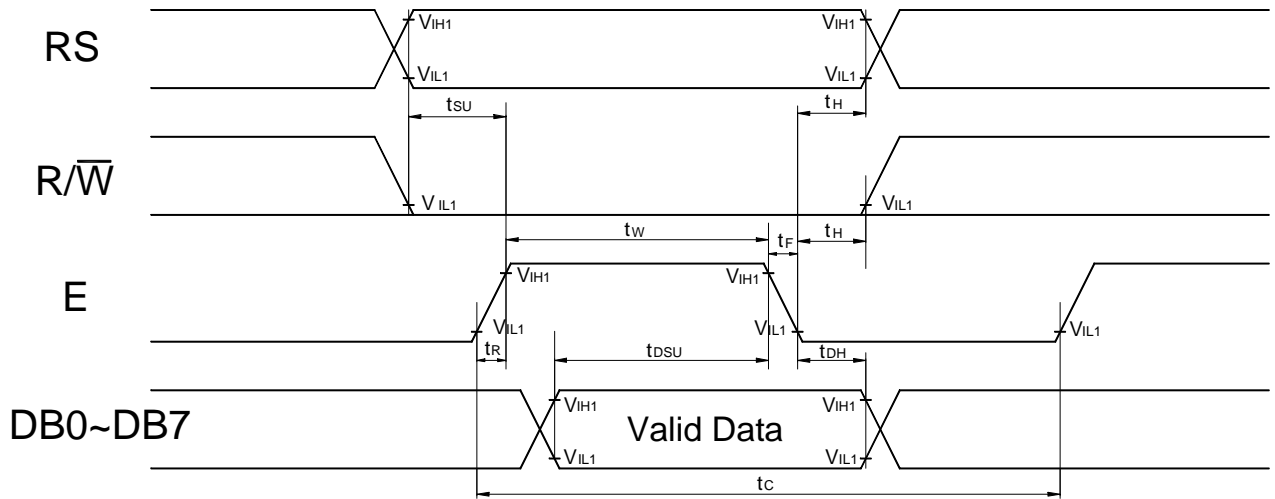 RS
VIH1
VIH1
VIL1
VIL1
tSU
tH
R/W̅
VIL1
VIL1
tW
tF
tH
E
VIH1
VIH1
VIL1
VIL1
VIL1
tR
tDSU
tDH
DB0~DB7
VIH1
Valid Data
VIH1
VIL1
VIL1
tC